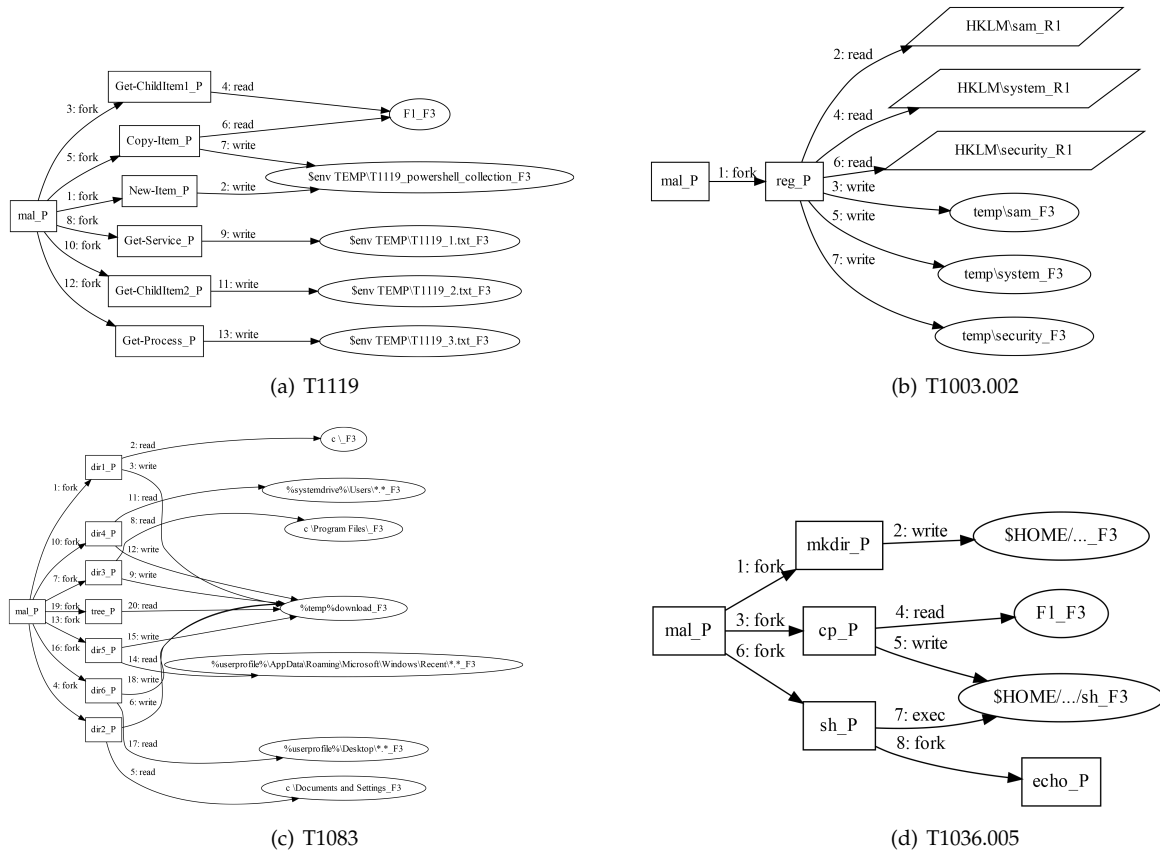 Get-ChildItem1_P
4: read
3: fork
F1_F3
6: read
Copy-Item_P
7: write
5: fork
$env TEMP\T1119_powershell_collection_F3
New-Item_P
2: write
1: fork
mal_P
8: fork
Get-Service_P
9: write
$env TEMP\T1119_1.txt_F3
10: fork
Get-ChildItem2_P
11: write
$env TEMP\T1119_2.txt_F3
12: fork
Get-Process_P
13: write
$env TEMP\T1119_3.txt_F3
(a) T1119
HKLM\sam_R1
2: read
HKLM\system_R1
4: read
HKLM\security_R1
6: read
mal_P
1: fork
reg_P
3: write
temp\sam_F3
5: write
temp\system_F3
7: write
temp\security_F3
(b) T1003.002
2: read
c \_F3
dir1_P
3: write
1: fork
11: read
%systemdrive%\Users\*.*_F3
dir4_P
8: read
c \Program Files\_F3
10: fork
12: write
dir3_P
9: write
7: fork
mal_P
19: fork
tree_P
20: read
%temp%download_F3
13: fork
15: write
dir5_P
16: fork
14: read
%userprofile%\AppData\Roaming\Microsoft\Windows\Recent\*.*_F3
18: write
4: fork
dir6_P
6: write
dir2_P
17: read
%userprofile%\Desktop\*.*_F3
5: read
c \Documents and Settings_F3
(c) T1083
mkdir_P
2: write
$HOME/..._F3
1: fork
mal_P
3: fork
cp_P
4: read
F1_F3
5: write
6: fork
$HOME/.../sh_F3
sh_P
7: exec
8: fork
echo_P
(d) T1036.005